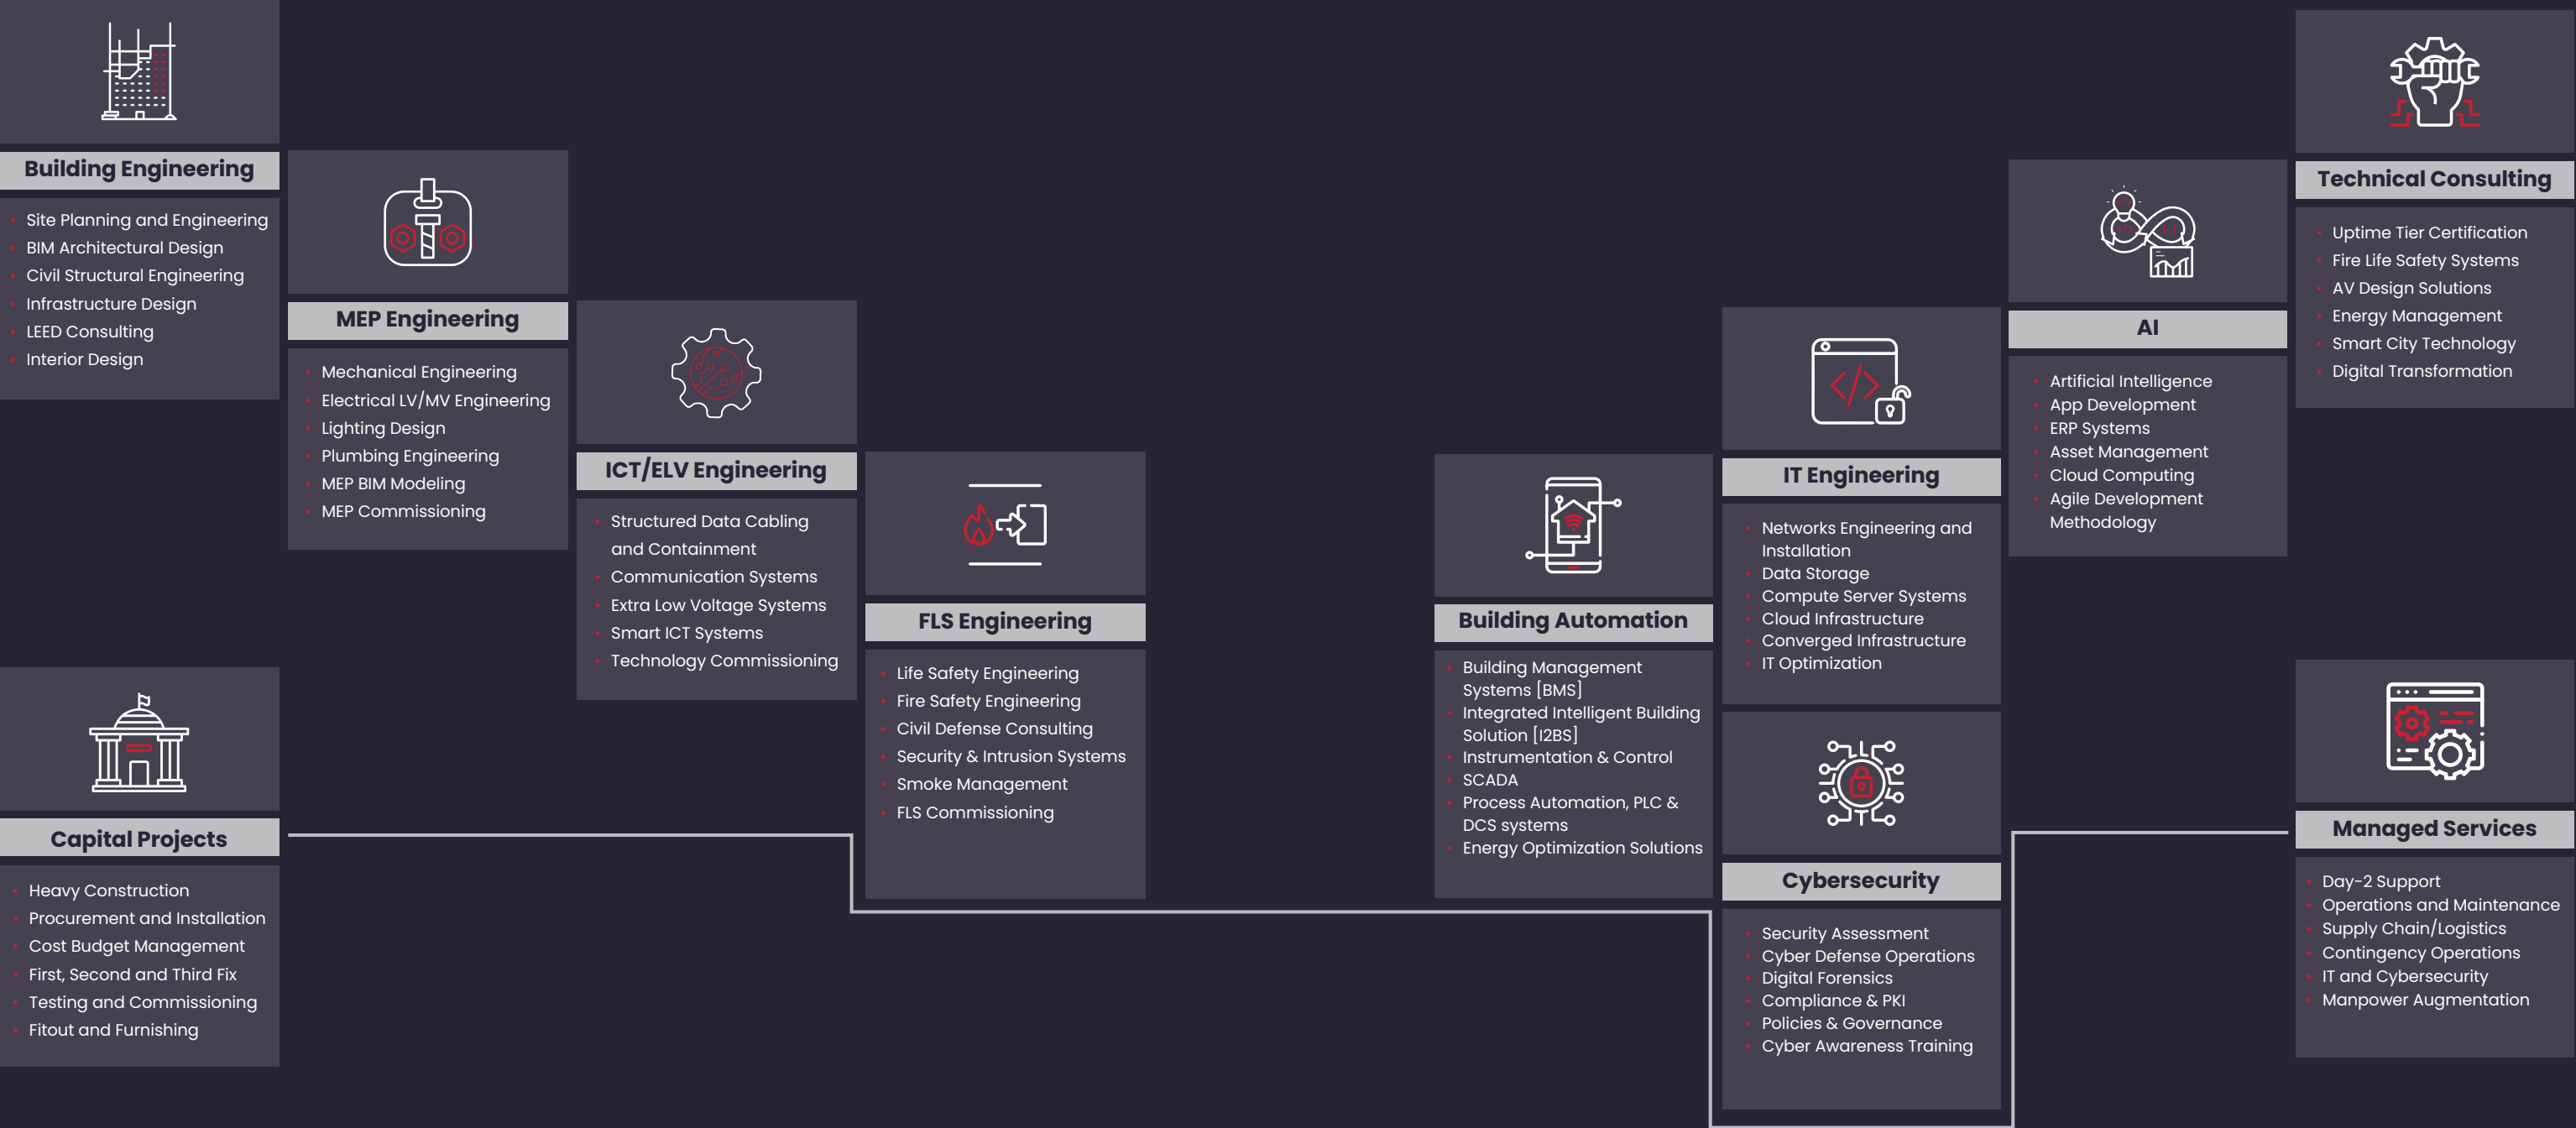 Building Engineering
Site Planning and Engineering
BIM Architectural Design
Civil Structural Engineering
Infrastructure Design
LEED Consulting
Interior Design
MEP Engineering
Mechanical Engineering
Electrical LV/MV Engineering
Lighting Design
Plumbing Engineering
MEP BIM Modeling
MEP Commissioning
ICT/ELV Engineering
Structured Data Cabling
and Containment
Communication Systems
Extra Low Voltage Systems
Smart ICT Systems
Technology Commissioning
FLS Engineering
Life Safety Engineering
Fire Safety Engineering
Civil Defense Consulting
Security & Intrusion Systems
Smoke Management
FLS Commissioning
Building Automation
Building Management
Systems [BMS]
Integrated Intelligent Building
Solution [I2BS]
Instrumentation & Control
SCADA
Process Automation, PLC &
DCS systems
Energy Optimization Solutions
IT Engineering
Networks Engineering and
Installation
Data Storage
Compute Server Systems
Cloud Infrastructure
Converged Infrastructure
IT Optimization
AI
Artificial Intelligence
App Development
ERP Systems
Asset Management
Cloud Computing
Agile Development
Methodology
Technical Consulting
Uptime Tier Certification
Fire Life Safety Systems
AV Design Solutions
Energy Management
Smart City Technology
Digital Transformation
Capital Projects
Heavy Construction
Procurement and Installation
Cost Budget Management
First, Second and Third Fix
Testing and Commissioning
Fitout and Furnishing
Cybersecurity
Security Assessment
Cyber Defense Operations
Digital Forensics
Compliance & PKI
Policies & Governance
Cyber Awareness Training
Managed Services
Day-2 Support
Operations and Maintenance
Supply Chain/Logistics
Contingency Operations
IT and Cybersecurity
Manpower Augmentation